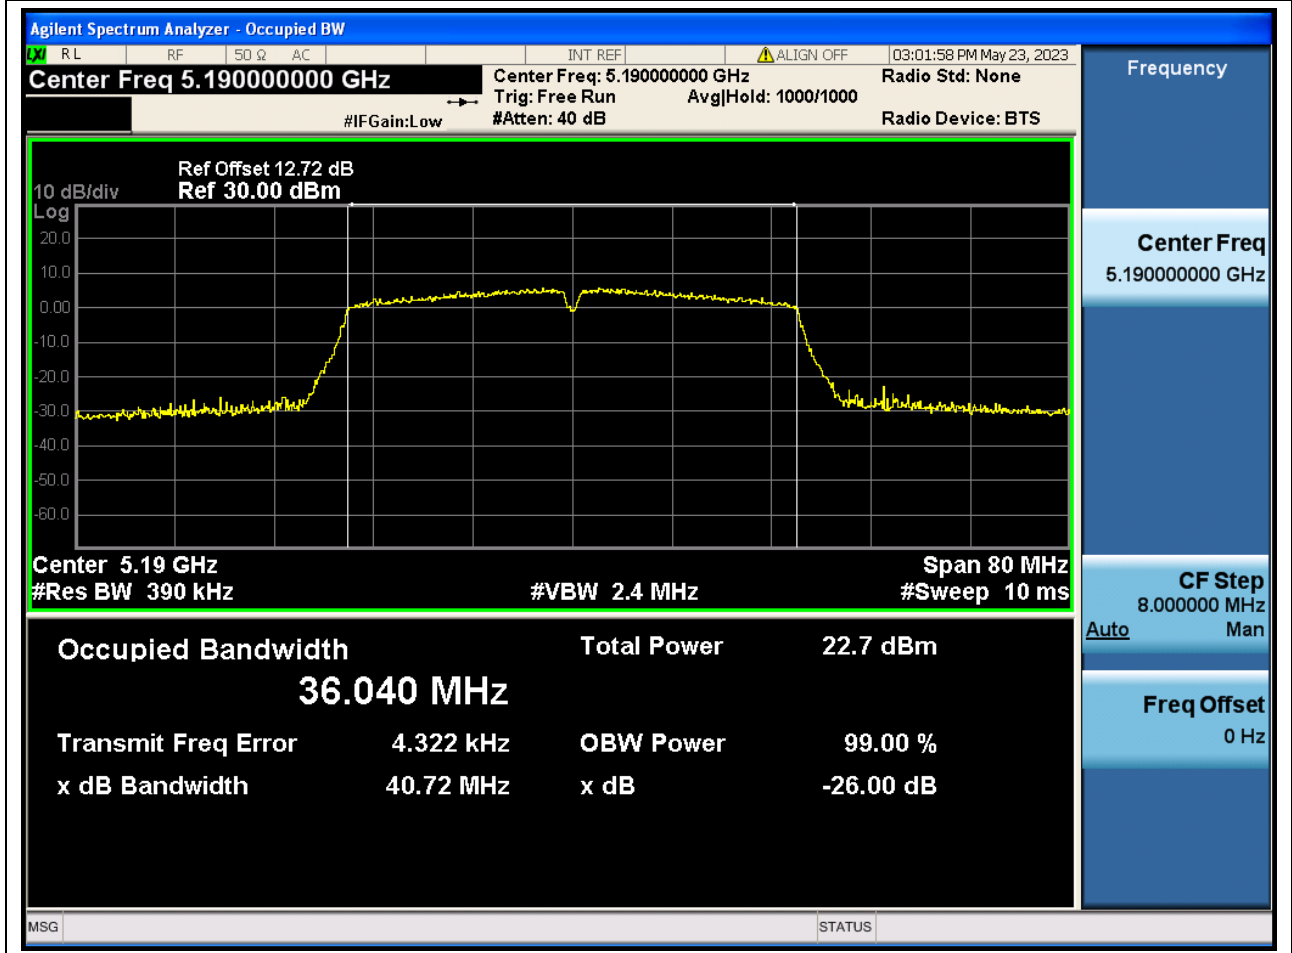 Agilent Spectrum Analyzer - Occupied BW
LXI RL RF 50 Ω AC INT REF ALIGN OFF 03:01:58 PM May 23, 2023
Center Freq 5.190000000 GHz
Center Freq: 5.190000000 GHz Radio Std: None
Trig: Free Run Avg|Hold: 1000/1000
#IFGain:Low #Atten: 40 dB Radio Device: BTS
Ref Offset 12.72 dB
10 dB/div Ref 30.00 dBm
Log
20.0
10.0
0.00
-10.0
-20.0
-30.0
-40.0
-50.0
-60.0
Center 5.19 GHz Span 80 MHz
#Res BW 390 kHz #VBW 2.4 MHz #Sweep 10 ms
Occupied Bandwidth Total Power 22.7 dBm
36.040 MHz
Transmit Freq Error 4.322 kHz OBW Power 99.00 %
x dB Bandwidth 40.72 MHz x dB -26.00 dB
Frequency
Center Freq
5.190000000 GHz
CF Step
8.000000 MHz
Auto Man
Freq Offset
0 Hz
MSG STATUS